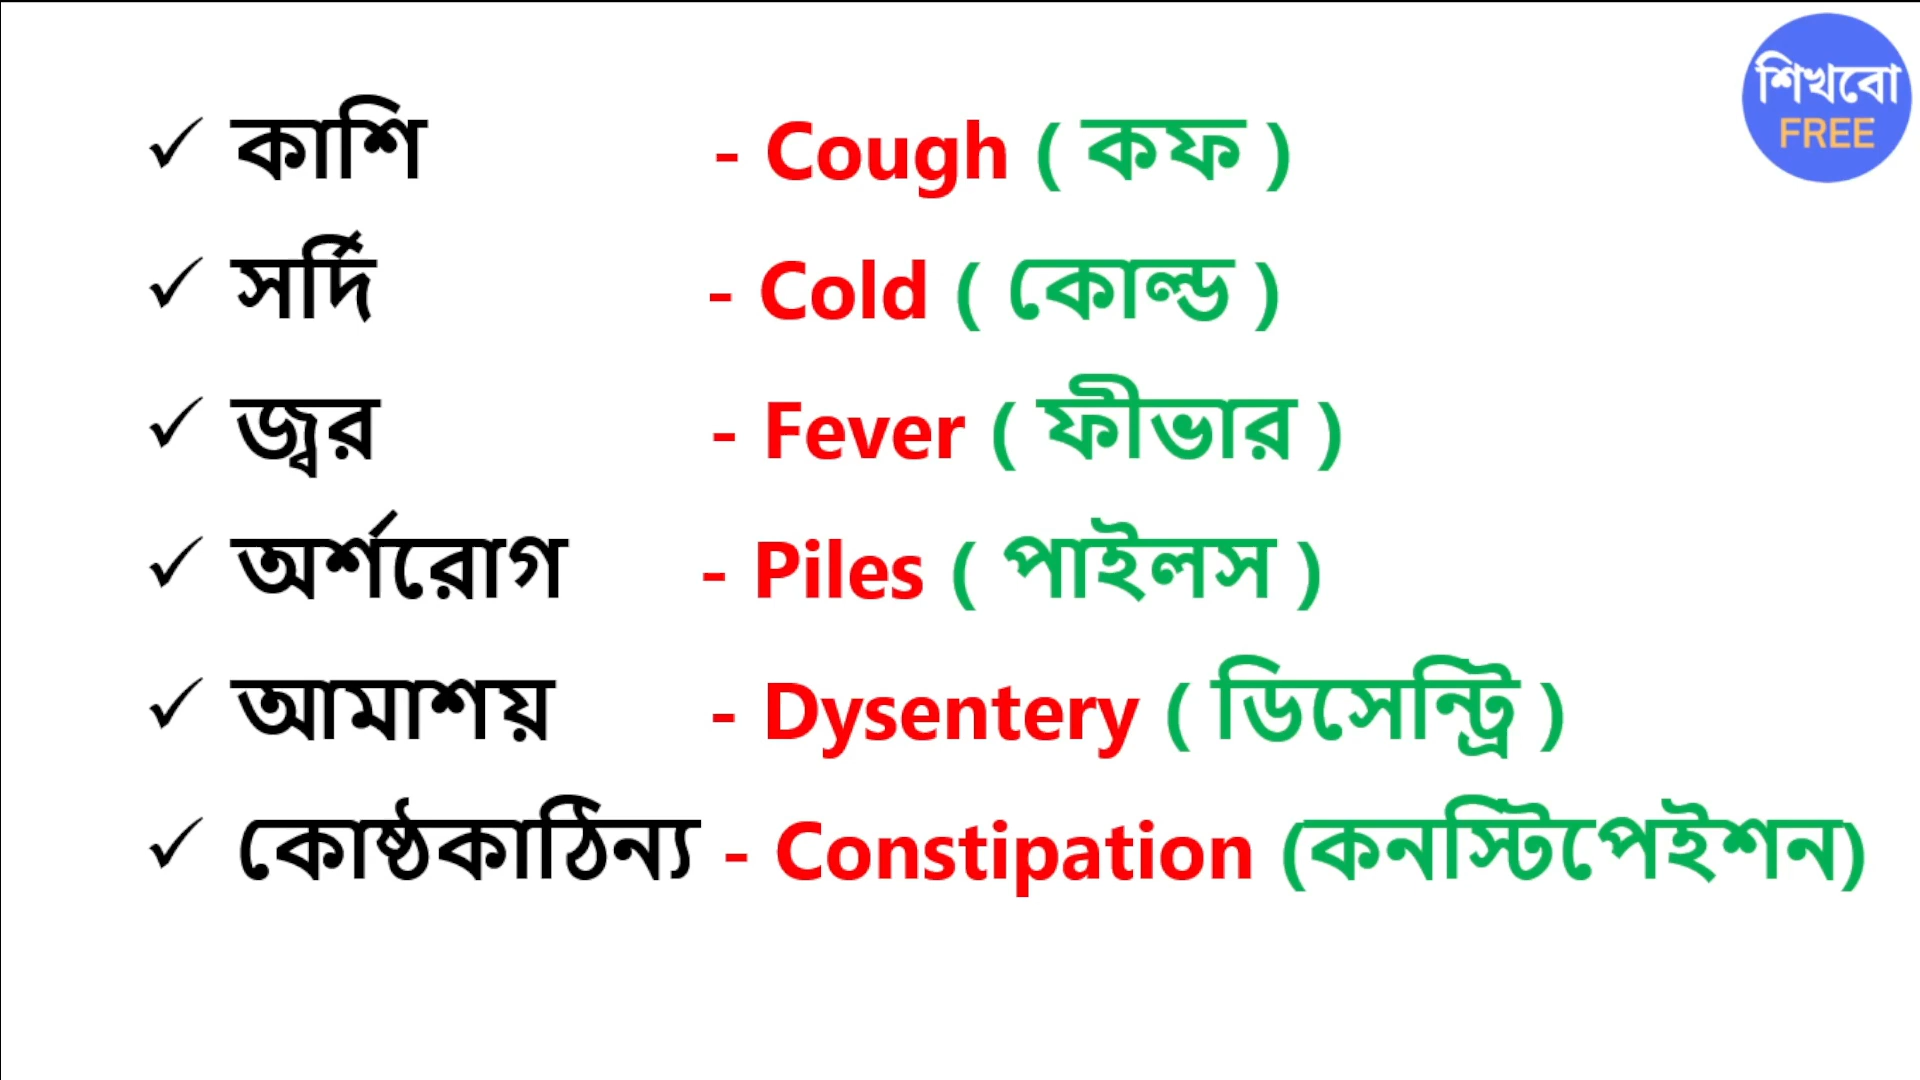 শিখবো
FREE
✓ কাশি - Cough ( কফ )
✓ সর্দি - Cold ( কোল্ড )
✓ জ্বর - Fever ( ফীভার )
✓ অর্শরোগ - Piles ( পাইলস )
✓ আমাশয় - Dysentery ( ডিসেন্ট্রি )
✓ কোষ্ঠকাঠিন্য - Constipation (কনস্টিপেইশন)